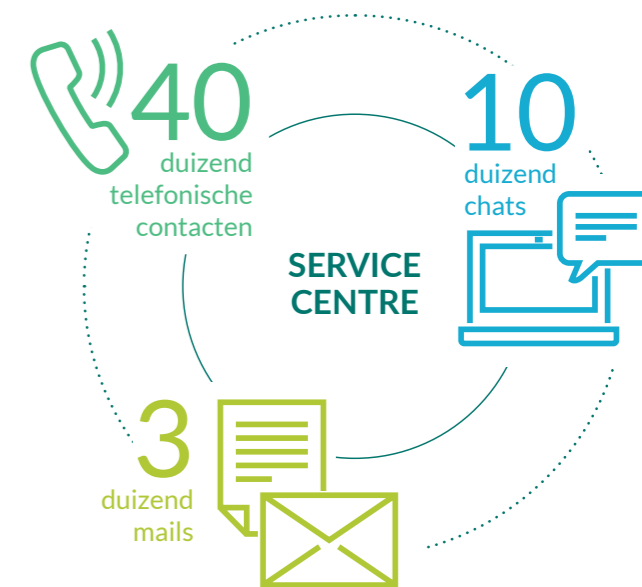 40
duizend
telefonische
contacten
10
duizend
chats
SERVICE
CENTRE
3
duizend
mails